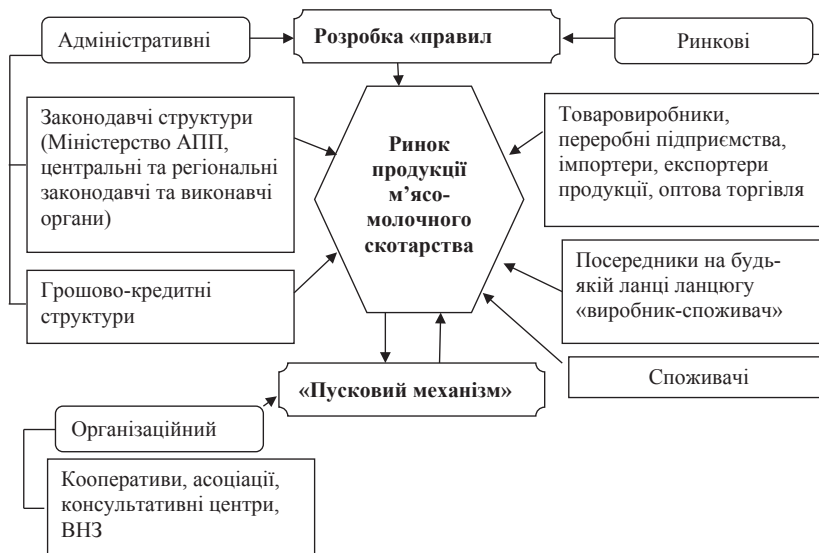 Адміністративні
Розробка «правил
Ринкові
Законодавчі структури
(Міністерство АПП,
центральні та регіональні
законодавчі та виконавчі
органи)
Грошово-кредитні
структури
Ринок
продукції
м’ясо-
молочного
скотарства
Товаровиробники,
переробні підприємства,
імпортери, експортери
продукції, оптова торгівля
Посередники на будь-
якій ланці ланцюгу
«виробник-споживач»
Споживачі
«Пусковий механізм»
Організаційний
Кооперативи, асоціації,
консультативні центри,
ВНЗ